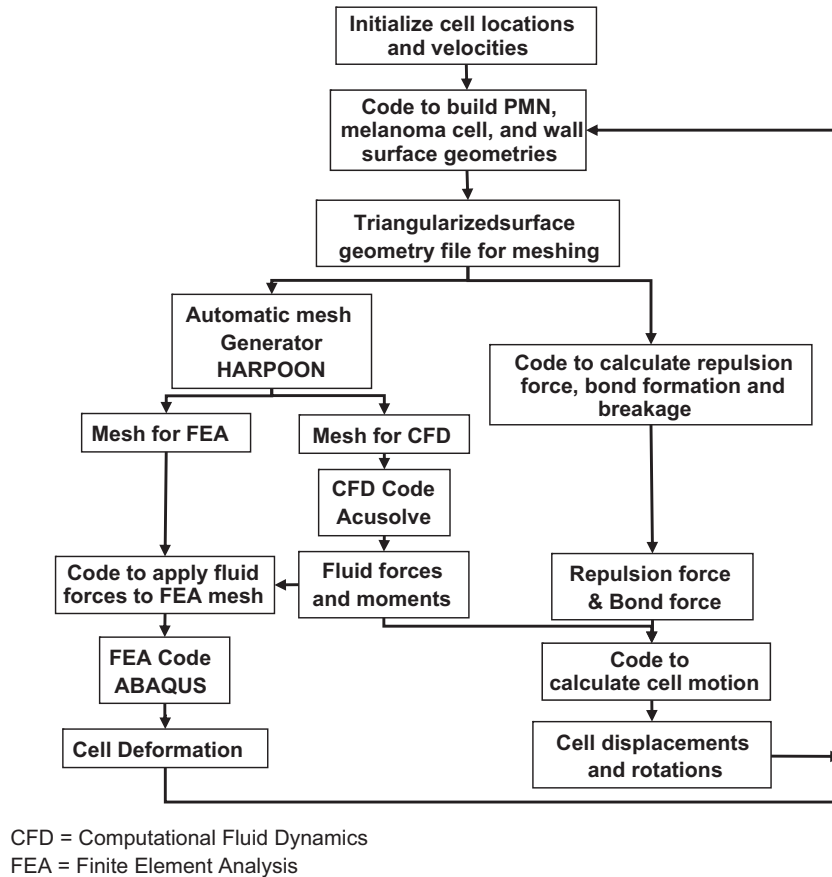 Initialize cell locations
and velocities
Code to build PMN,
melanoma cell, and wall
surface geometries
Triangularizedsurface
geometry file for meshing
Automatic mesh
Generator
HARPOON
Code to calculate repulsion
force, bond formation and
breakage
Mesh for FEA
Mesh for CFD
CFD Code
Acusolve
Code to apply fluid
forces to FEA mesh
Fluid forces
and moments
Repulsion force
& Bond force
FEA Code
ABAQUS
Code to
calculate cell motion
Cell Deformation
Cell displacements
and rotations
CFD = Computational Fluid Dynamics
FEA = Finite Element Analysis